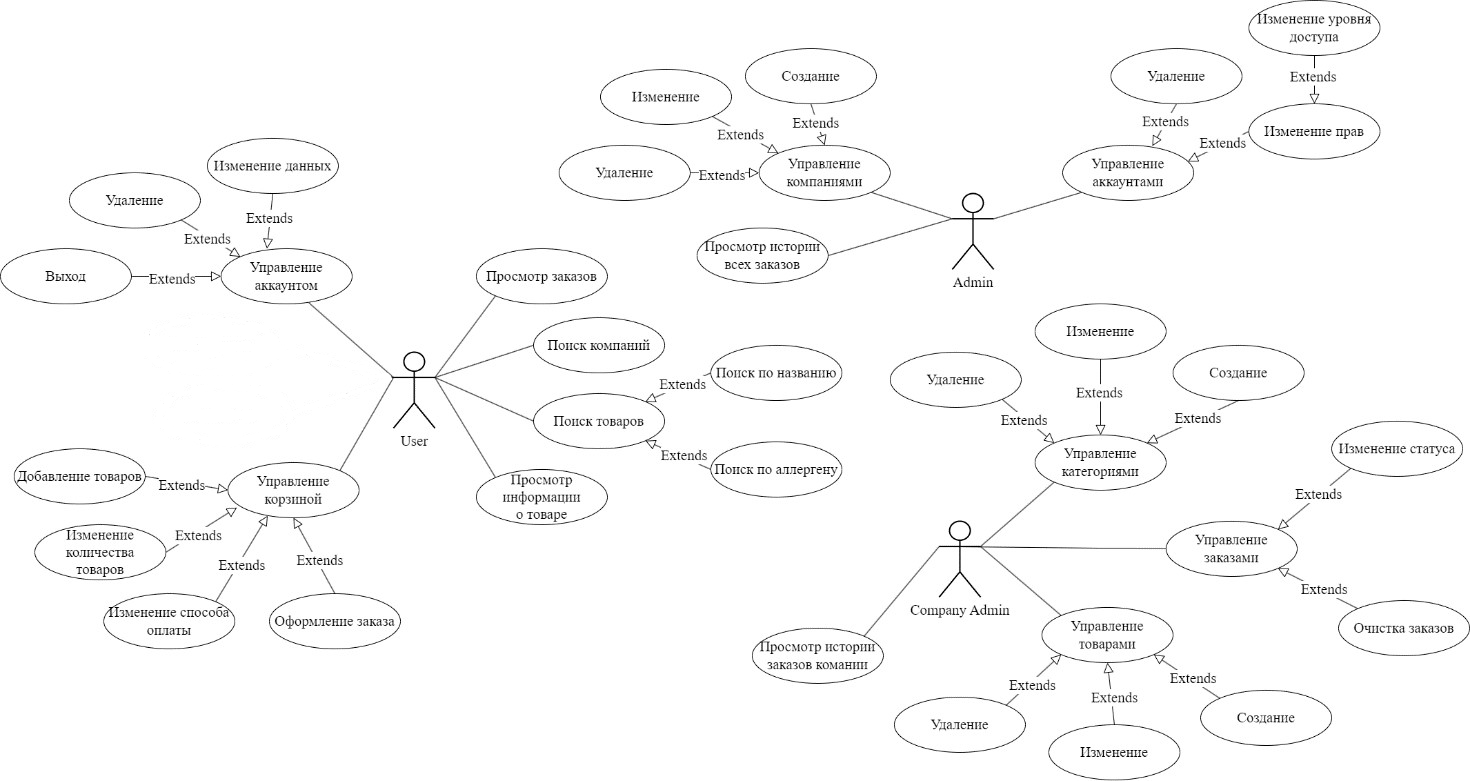 Изменение данных
Extends
Удаление
Extends
Выход
Extends
Управление
аккаунтом
User
Просмотр заказов
Поиск компаний
Поиск товаров
Extends
Поиск по названию
Extends
Поиск по аллергену
Просмотр
информации
о товаре
Управление
корзиной
Добавление товаров
Extends
Изменение
количества
товаров
Extends
Изменение способа
оплаты
Extends
Оформление заказа
Extends
Создание
Extends
Изменение
Extends
Удаление
Extends
Управление
компаниями
Просмотр истории
всех заказов
Admin
Управление
аккаунтами
Удаление
Extends
Изменение уровня
доступа
Extends
Изменение прав
Extends
Изменение
Extends
Удаление
Extends
Создание
Extends
Управление
категориями
Изменение статуса
Extends
Управление
заказами
Extends
Очистка заказов
Company Admin
Просмотр истории
заказов комании
Управление
товарами
Extends
Удаление
Extends
Изменение
Extends
Создание